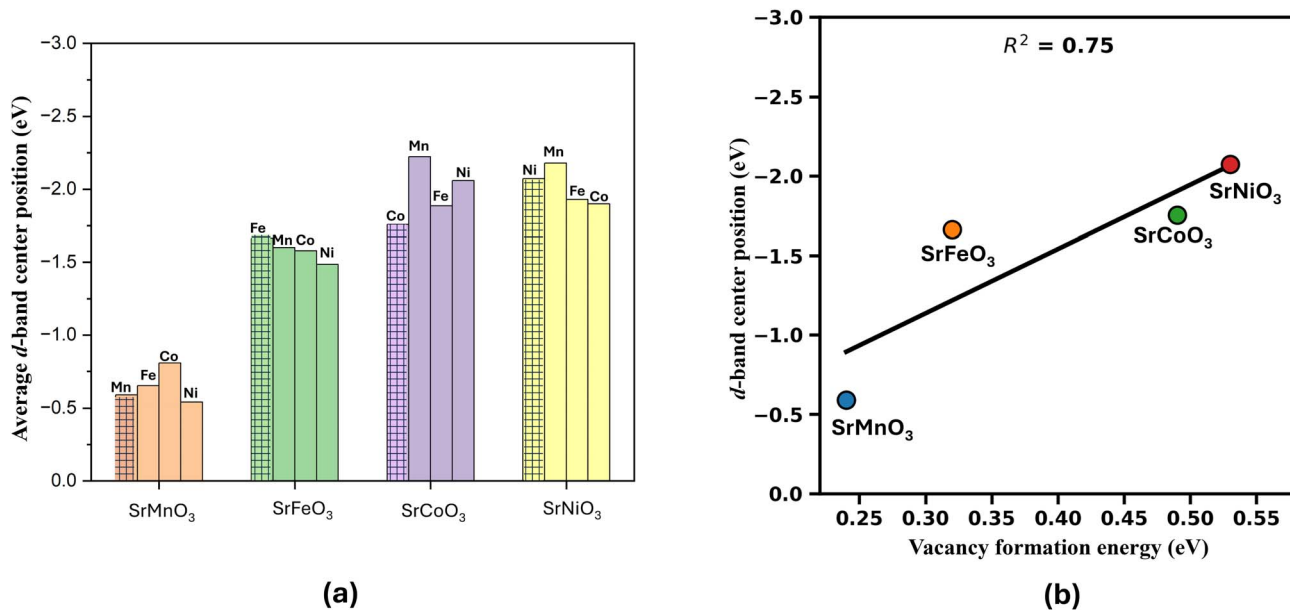 Average d-band center position (eV)
−3.0
−2.5
−2.0
−1.5
−1.0
−0.5
0.0
Mn
Fe
Co
Ni
Fe
Mn
Co
Ni
Co
Mn
Fe
Ni
Ni
Mn
Fe
Co
SrMnO₃
SrFeO₃
SrCoO₃
SrNiO₃
(a)
d-band center position (eV)
−3.0
−2.5
−2.0
−1.5
−1.0
−0.5
0.0
R² = 0.75
SrNiO₃
SrCoO₃
SrFeO₃
SrMnO₃
0.25 0.30 0.35 0.40 0.45 0.50 0.55
Vacancy formation energy (eV)
(b)